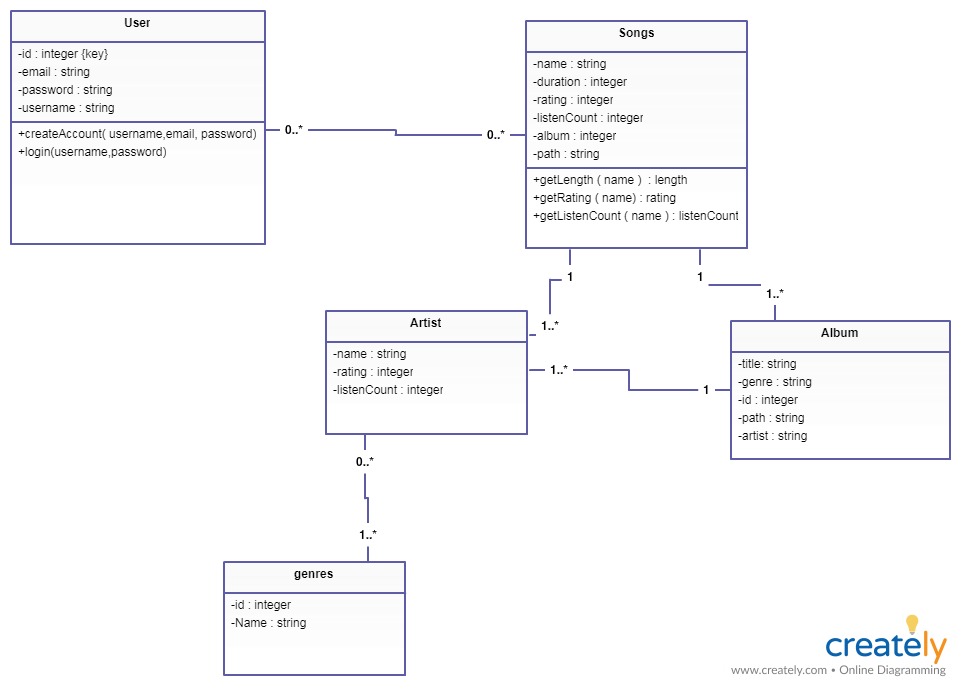 User
-id : integer {key}
-email : string
-password : string
-username : string
+createAccount( username,email, password)
+login(username,password)
0..*
0..*
Songs
-name : string
-duration : integer
-rating : integer
-listenCount : integer
-album : integer
-path : string
+getLength ( name )  : length
+getRating ( name) : rating
+getListenCount ( name ) : listenCount
1
1
1..*
1..*
Artist
-name : string
-rating : integer
-listenCount : integer
1..*
1
Album
-title: string
-genre : string
-id : integer
-path : string
-artist : string
0..*
1..*
genres
-id : integer
-Name : string
creately
www.creately.com • Online Diagramming